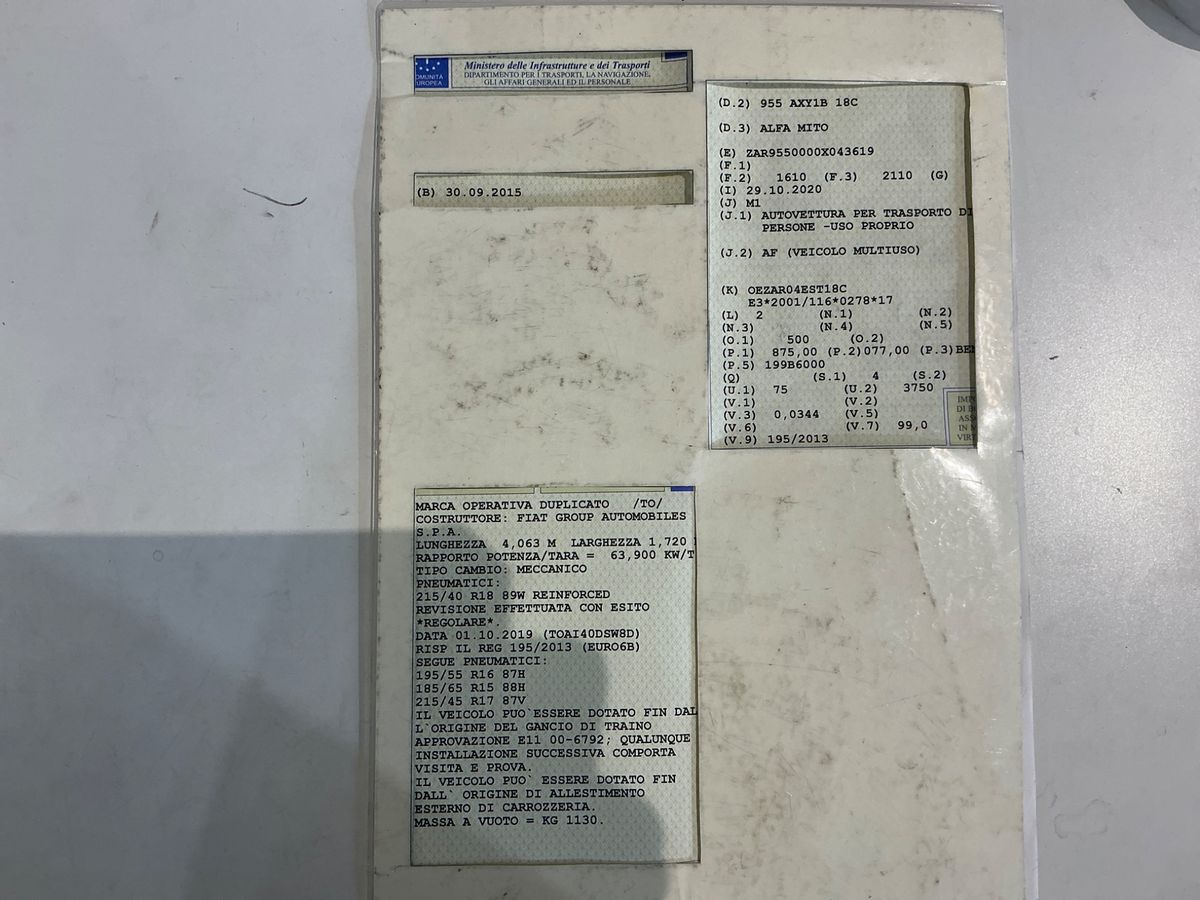 COMUNITÀ
EUROPEA
Ministero delle Infrastrutture e dei Trasporti
DIPARTIMENTO PER I TRASPORTI, LA NAVIGAZIONE,
GLI AFFARI GENERALI ED IL PERSONALE
(B) 30.09.2015
(D.2) 955 AXY1B 18C
(D.3) ALFA MITO
(E) ZAR9550000X043619
(F.1)
(F.2) 1610 (F.3) 2110 (G)
(I) 29.10.2020
(J) M1
(J.1) AUTOVETTURA PER TRASPORTO DI
PERSONE -USO PROPRIO
(J.2) AF (VEICOLO MULTIUSO)
(K) OEZAR04EST18C
E3*2001/116*0278*17
(L) 2 (N.1) (N.2)
(N.3) (N.4) (N.5)
(O.1) 500 (O.2)
(P.1) 875,00 (P.2)077,00 (P.3)BE
(P.5) 199B6000
(Q) (S.1) 4 (S.2)
(U.1) 75 (U.2) 3750
(V.1) (V.2)
(V.3) 0,0344 (V.5)
(V.6) (V.7) 99,0
(V.9) 195/2013
MARCA OPERATIVA DUPLICATO /TO/
COSTRUTTORE: FIAT GROUP AUTOMOBILES
S.P.A.
LUNGHEZZA 4,063 M LARGHEZZA 1,720
RAPPORTO POTENZA/TARA = 63,900 KW/T
TIPO CAMBIO: MECCANICO
PNEUMATICI:
215/40 R18 89W REINFORCED
REVISIONE EFFETTUATA CON ESITO
*REGOLARE*.
DATA 01.10.2019 (TOAI40DSW8D)
RISP IL REG 195/2013 (EURO6B)
SEGUE PNEUMATICI:
195/55 R16 87H
185/65 R15 88H
215/45 R17 87V
IL VEICOLO PUO`ESSERE DOTATO FIN DAL
L`ORIGINE DEL GANCIO DI TRAINO
APPROVAZIONE E11 00-6792; QUALUNQUE
INSTALLAZIONE SUCCESSIVA COMPORTA
VISITA E PROVA.
IL VEICOLO PUO` ESSERE DOTATO FIN
DALL` ORIGINE DI ALLESTIMENTO
ESTERNO DI CARROZZERIA.
MASSA A VUOTO = KG 1130.